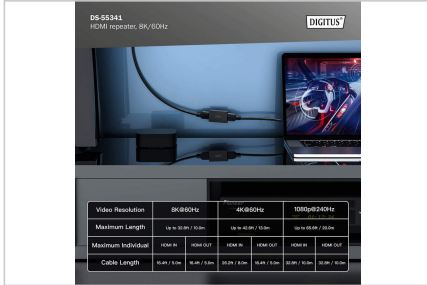 DS-55341
HDMI repeater, 8K/60Hz
DIGITUS®
Video Resolution 8K@60Hz 4K@60Hz 1080p@240Hz
Maximum Length Up to 32.8ft / 10.0m Up to 42.6ft / 13.0m Up to 65.6ft / 20.0m
Maximum Individual HDMI IN HDMI OUT HDMI IN HDMI OUT HDMI IN HDMI OUT
Cable Length 16.4ft / 5.0m 16.4ft / 5.0m 26.2ft / 8.0m 16.4ft / 5.0m 32.8ft / 10.0m 32.8ft / 10.0m